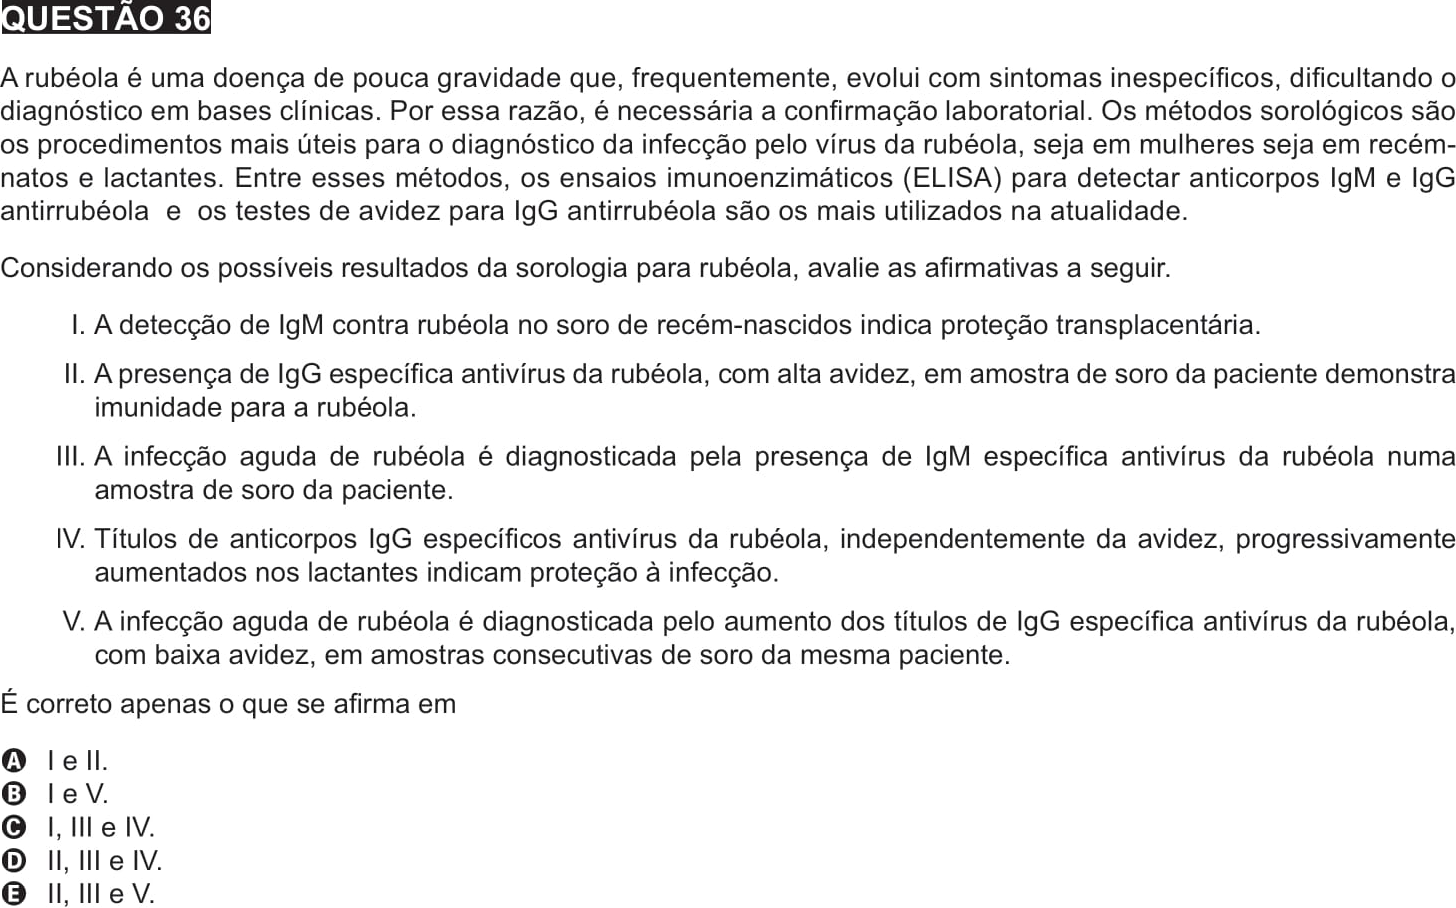 QUESTÃO 36
A rubéola é uma doença de pouca gravidade que, frequentemente, evolui com sintomas inespecíficos, dificultando o
diagnóstico em bases clínicas. Por essa razão, é necessária a confirmação laboratorial. Os métodos sorológicos são
os procedimentos mais úteis para o diagnóstico da infecção pelo vírus da rubéola, seja em mulheres seja em recém-
natos e lactantes. Entre esses métodos, os ensaios imunoenzimáticos (ELISA) para detectar anticorpos IgM e IgG
antirrubéola e os testes de avidez para IgG antirrubéola são os mais utilizados na atualidade.
Considerando os possíveis resultados da sorologia para rubéola, avalie as afirmativas a seguir.
I. A detecção de IgM contra rubéola no soro de recém-nascidos indica proteção transplacentária.
II. A presença de IgG específica antivírus da rubéola, com alta avidez, em amostra de soro da paciente demonstra
imunidade para a rubéola.
III. A infecção aguda de rubéola é diagnosticada pela presença de IgM específica antivírus da rubéola numa
amostra de soro da paciente.
IV. Títulos de anticorpos IgG específicos antivírus da rubéola, independentemente da avidez, progressivamente
aumentados nos lactantes indicam proteção à infecção.
V. A infecção aguda de rubéola é diagnosticada pelo aumento dos títulos de IgG específica antivírus da rubéola,
com baixa avidez, em amostras consecutivas de soro da mesma paciente.
É correto apenas o que se afirma em
A I e II.
B I e V.
C I, III e IV.
D II, III e IV.
E II, III e V.